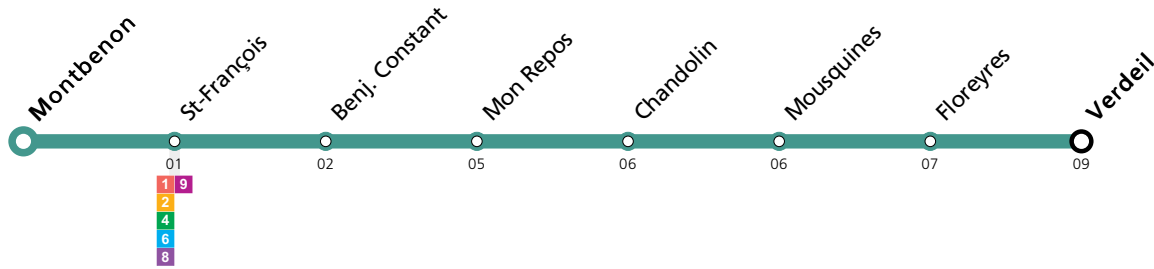 Montbenon
St-François
Benj. Constant
Mon Repos
Chandolin
Mousquines
Floreyres
Verdeil
01
02
05
06
06
07
09
1 9
2
4
6
8